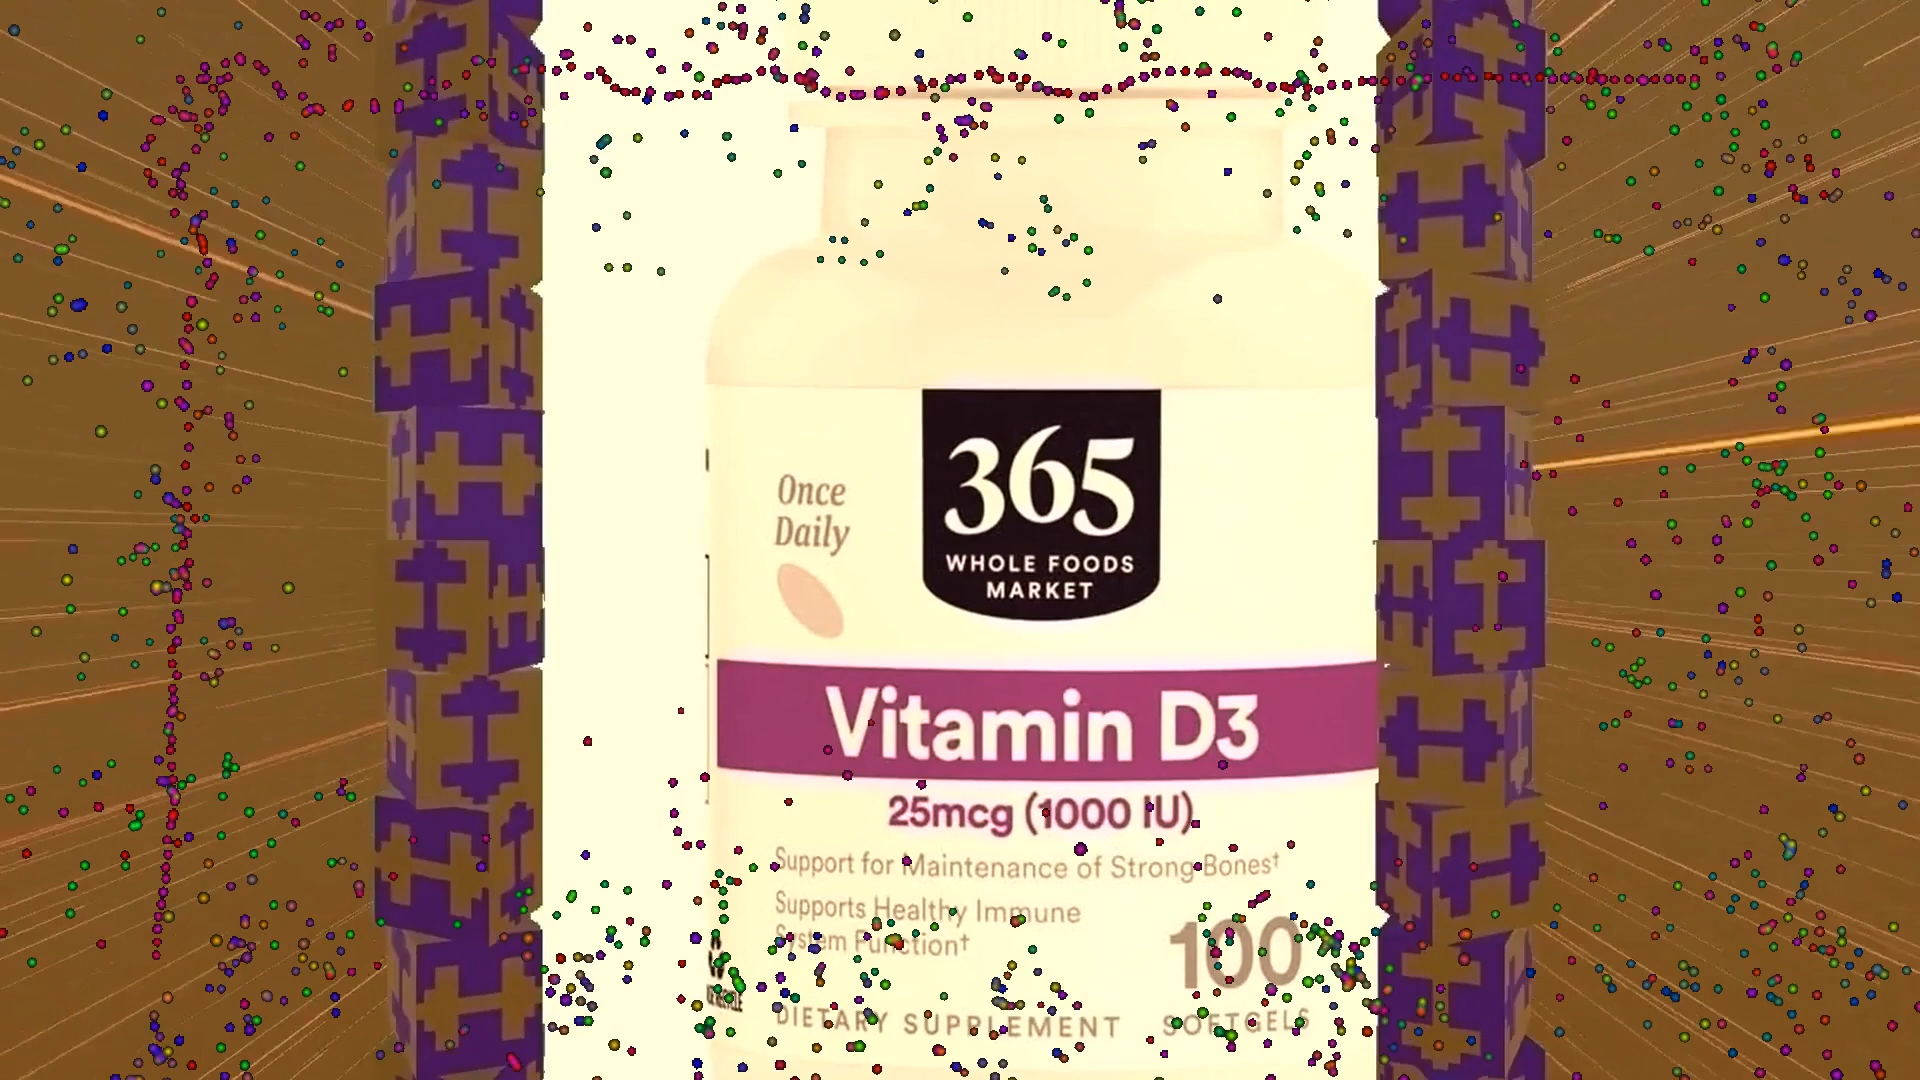 365
WHOLE FOODS
MARKET
Once
Daily
Vitamin D3
25mcg (1000 IU)
Support for Maintenance of Strong Bones†
Supports Healthy Immune
System Function†
100
DIETARY SUPPLEMENT
SOFTGELS